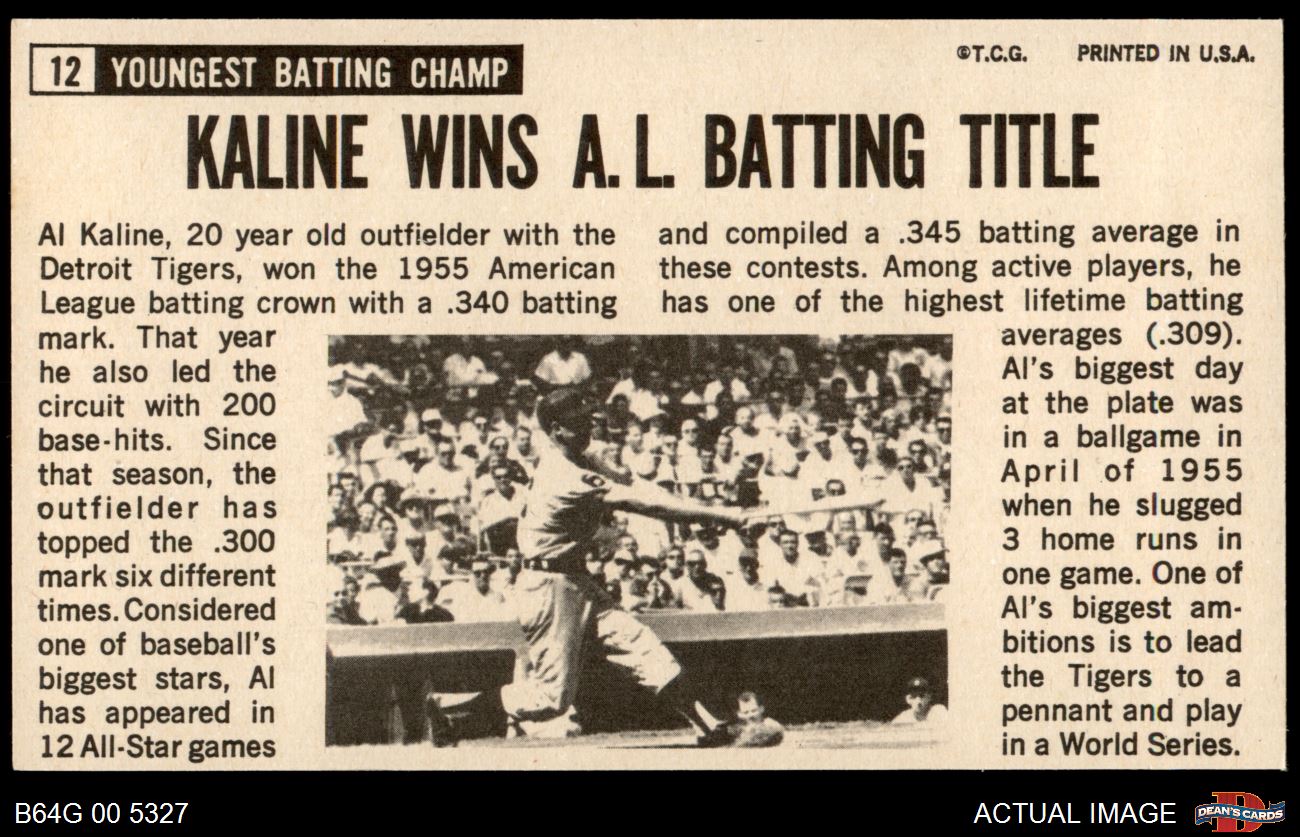 12 YOUNGEST BATTING CHAMP
©T.C.G. PRINTED IN U.S.A.
KALINE WINS A.L. BATTING TITLE
Al Kaline, 20 year old outfielder with the
Detroit Tigers, won the 1955 American
League batting crown with a .340 batting
mark. That year
he also led the
circuit with 200
base-hits. Since
that season, the
outfielder has
topped the .300
mark six different
times. Considered
one of baseball's
biggest stars, Al
has appeared in
12 All-Star games
and compiled a .345 batting average in
these contests. Among active players, he
has one of the highest lifetime batting
averages (.309).
Al's biggest day
at the plate was
in a ballgame in
April of 1955
when he slugged
3 home runs in
one game. One of
Al's biggest am-
bitions is to lead
the Tigers to a
pennant and play
in a World Series.
B64G 00 5327
ACTUAL IMAGE
DEAN'S CARDS